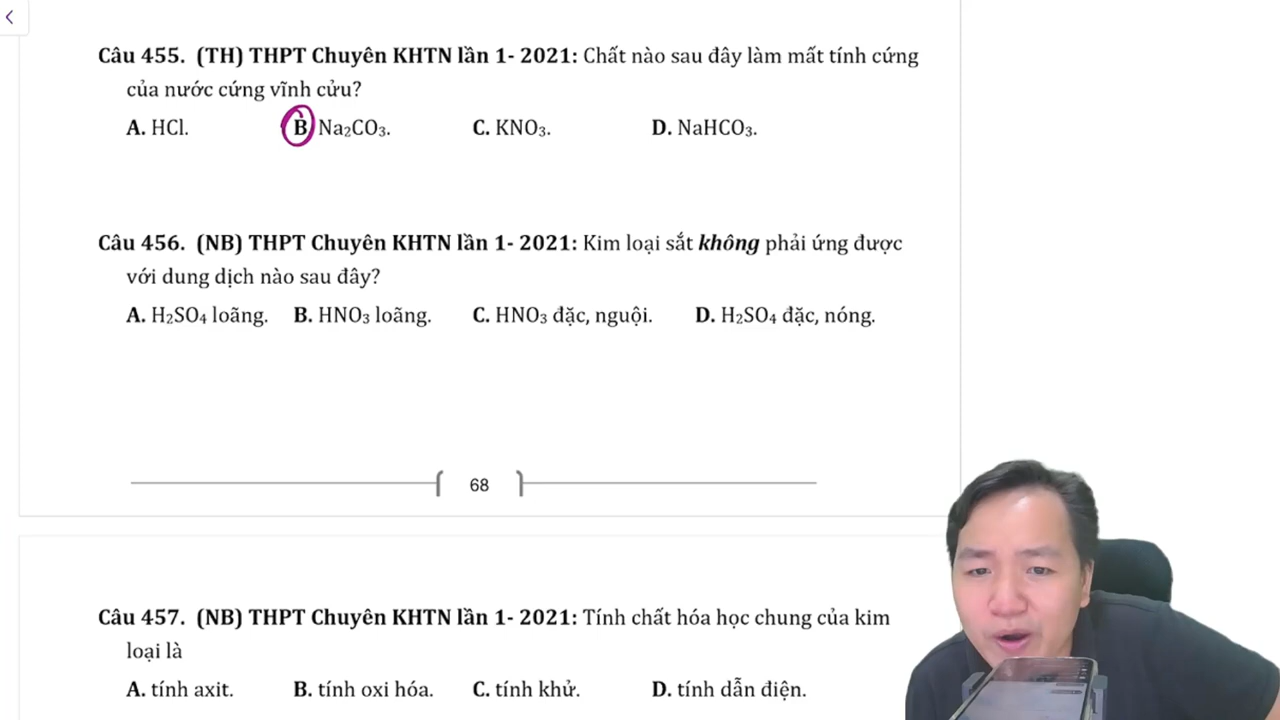 Câu 455. (TH) THPT Chuyên KHTN lần 1- 2021: Chất nào sau đây làm mất tính cứng
của nước cứng vĩnh cửu?
A. HCl. B. Na₂CO₃. C. KNO₃. D. NaHCO₃.
Câu 456. (NB) THPT Chuyên KHTN lần 1- 2021: Kim loại sắt không phải ứng được
với dung dịch nào sau đây?
A. H₂SO₄ loãng. B. HNO₃ loãng. C. HNO₃ đặc, nguội. D. H₂SO₄ đặc, nóng.
68
Câu 457. (NB) THPT Chuyên KHTN lần 1- 2021: Tính chất hóa học chung của kim
loại là
A. tính axit. B. tính oxi hóa. C. tính khử. D. tính dẫn điện.